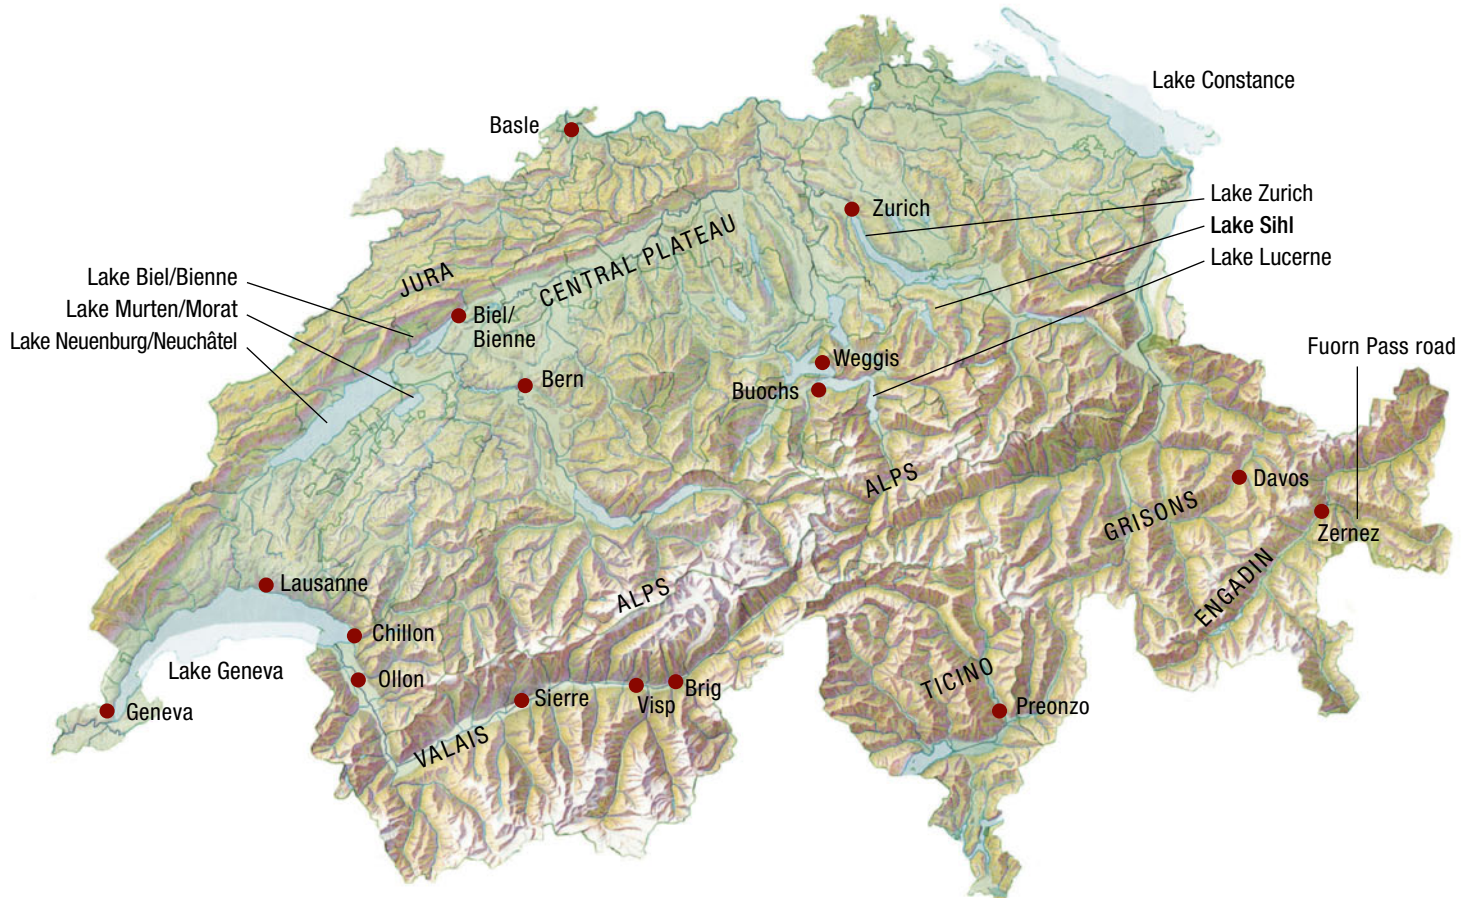 Lake Constance
Basle
Lake Zurich
Zurich
Lake Sihl
CENTRAL PLATEAU
Lake Lucerne
JURA
Lake Biel/Bienne
Lake Murten/Morat
Biel/
Bienne
Lake Neuenburg/Neuchâtel
Fuorn Pass road
Weggis
Bern
Buochs
ALPS
Davos
GRISONS
Zernez
Lausanne
ALPS
ENGADIN
Chillon
Lake Geneva
Ollon
TICINO
Brig
Sierre
Visp
Geneva
Preonzo
VALAIS